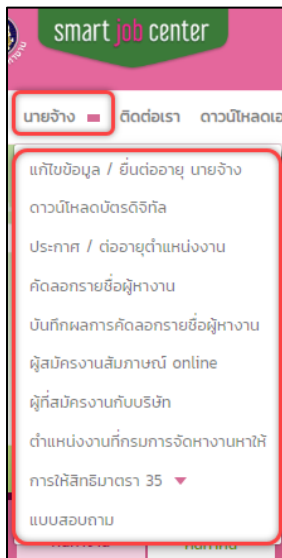 smart job center
นายจ้าง ติดต่อเรา ดาวน์โหลดเอ
แก้ไขข้อมูล / ยื่นต่ออายุ นายจ้าง
ดาวน์โหลดบัตรดิจิทัล
ประกาศ / ต่ออายุตำแหน่งงาน
คัดลอกรายชื่อผู้หางาน
บันทึกผลการคัดลอกรายชื่อผู้หางาน
ผู้สมัครงานสัมภาษณ์ online
ผู้ที่สมัครงานกับบริษัท
ตำแหน่งงานที่กรมการจัดหางานหาให้
การให้สิทธิมาตรา 35
แบบสอบถาม